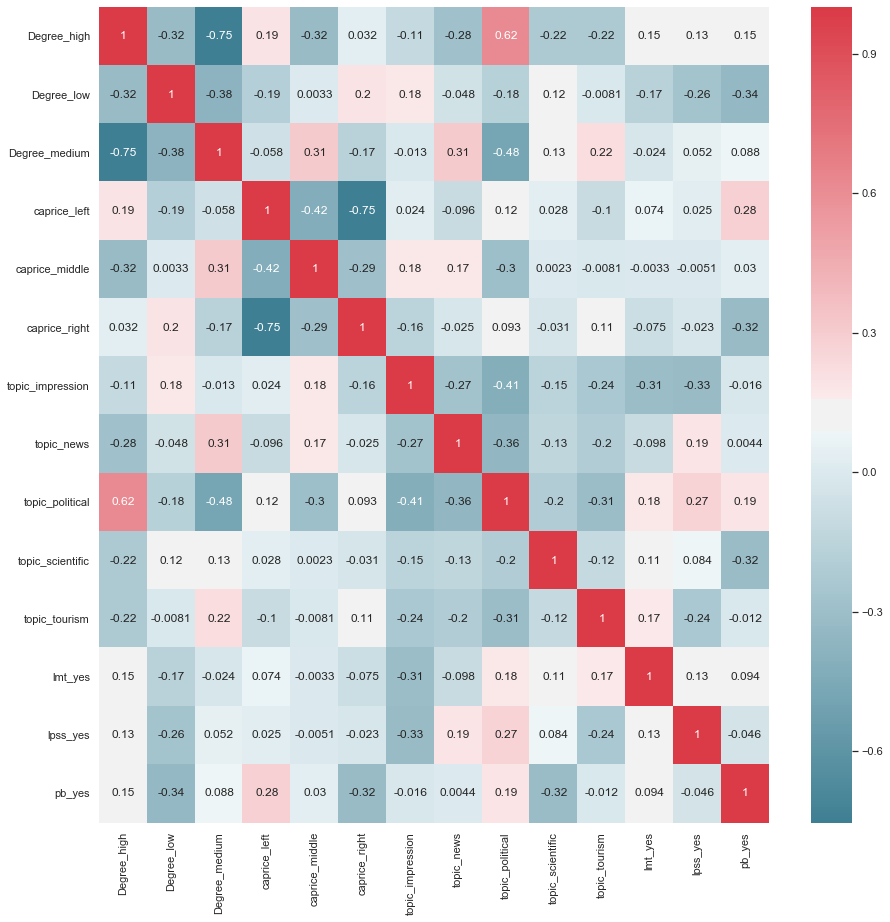 Degree_high 1 -0.32 -0.75 0.19 -0.32 0.032 -0.11 -0.28 0.62 -0.22 -0.22 0.15 0.13 0.15
Degree_low -0.32 1 -0.38 -0.19 0.0033 0.2 0.18 -0.048 -0.18 0.12 -0.0081 -0.17 -0.26 -0.34
Degree_medium -0.75 -0.38 1 -0.058 0.31 -0.17 -0.013 0.31 -0.48 0.13 0.22 -0.024 0.052 0.088
caprice_left 0.19 -0.19 -0.058 1 -0.42 -0.75 0.024 -0.096 0.12 0.028 -0.1 0.074 0.025 0.28
caprice_middle -0.32 0.0033 0.31 -0.42 1 -0.29 0.18 0.17 -0.3 0.0023 -0.0081 -0.0033 -0.0051 0.03
caprice_right 0.032 0.2 -0.17 -0.75 -0.29 1 -0.16 -0.025 0.093 -0.031 0.11 -0.075 -0.023 -0.32
topic_impression -0.11 0.18 -0.013 0.024 0.18 -0.16 1 -0.27 -0.41 -0.15 -0.24 -0.31 -0.33 -0.016
topic_news -0.28 -0.048 0.31 -0.096 0.17 -0.025 -0.27 1 -0.36 -0.13 -0.2 -0.098 0.19 0.0044
topic_political 0.62 -0.18 -0.48 0.12 -0.3 0.093 -0.41 -0.36 1 -0.2 -0.31 0.18 0.27 0.19
topic_scientific -0.22 0.12 0.13 0.028 0.0023 -0.031 -0.15 -0.13 -0.2 1 -0.12 0.11 0.084 -0.32
topic_tourism -0.22 -0.0081 0.22 -0.1 -0.0081 0.11 -0.24 -0.2 -0.31 -0.12 1 0.17 -0.24 -0.012
lmt_yes 0.15 -0.17 -0.024 0.074 -0.0033 -0.075 -0.31 -0.098 0.18 0.11 0.17 1 0.13 0.094
lpss_yes 0.13 -0.26 0.052 0.025 -0.0051 -0.023 -0.33 0.19 0.27 0.084 -0.24 0.13 1 -0.046
pb_yes 0.15 -0.34 0.088 0.28 0.03 -0.32 -0.016 0.0044 0.19 -0.32 -0.012 0.094 -0.046 1
Degree_high
Degree_low
Degree_medium
caprice_left
caprice_middle
caprice_right
topic_impression
topic_news
topic_political
topic_scientific
topic_tourism
lmt_yes
lpss_yes
pb_yes
0.9
0.3
0.0
-0.3
-0.6